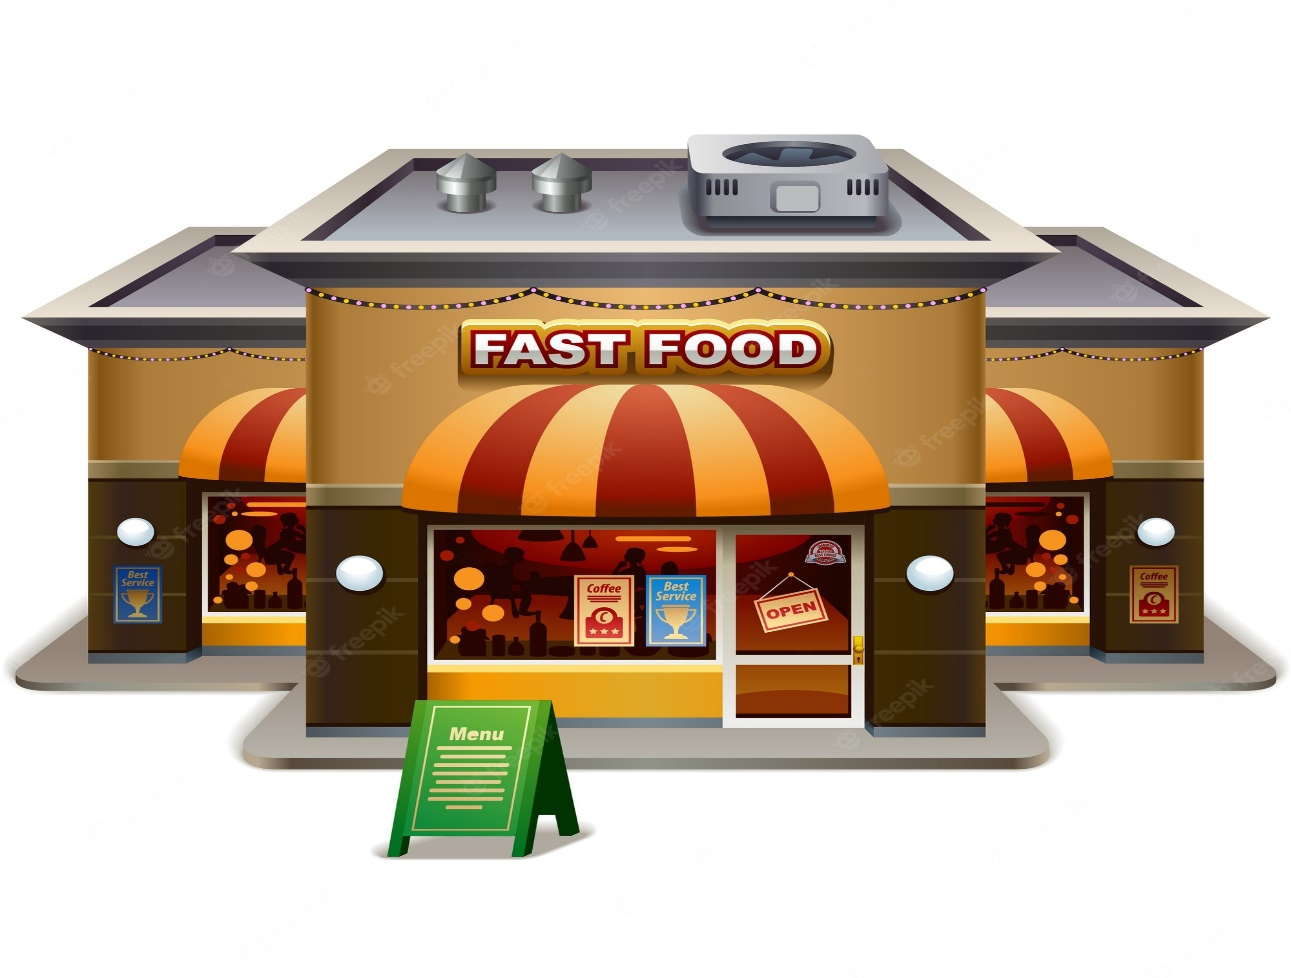 FAST FOOD
Best
Service
Coffee
C
Best
Service
OPEN
Coffee
C
Menu
freepik